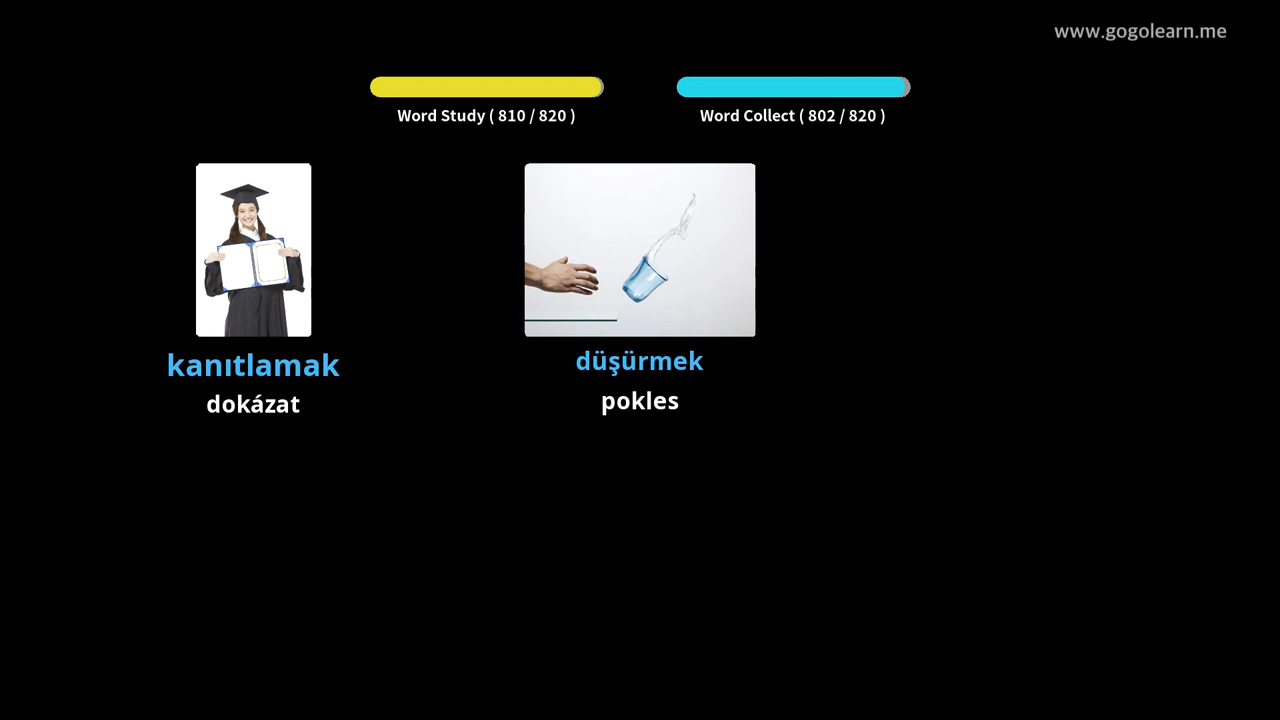 www.gogolearn.me
Word Study ( 810 / 820 )
Word Collect ( 802 / 820 )
kanıtlamak
dokázat
düşürmek
pokles